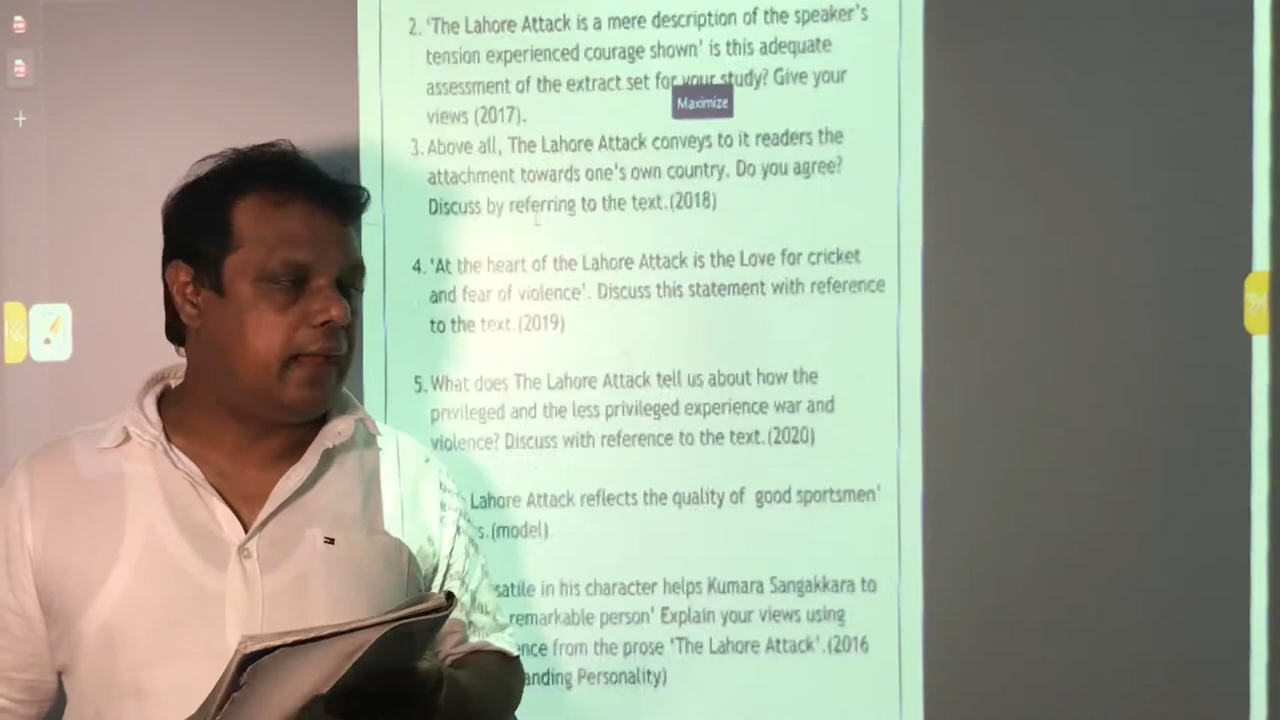 2. 'The Lahore Attack is a mere description of the speaker's
tension experienced courage shown' is this adequate
assessment of the extract set for your study? Give your
Maximize
views (2017).
3. Above all, The Lahore Attack conveys to it readers the
attachment towards one's own country. Do you agree?
Discuss by referring to the text.(2018)
4. 'At the heart of the Lahore Attack is the Love for cricket
and fear of violence'. Discuss this statement with reference
to the text.(2019)
5. What does The Lahore Attack tell us about how the
privileged and the less privileged experience war and
violence? Discuss with reference to the text.(2020)
Lahore Attack reflects the quality of good sportsmen'
s.(model)
satile in his character helps Kumara Sangakkara to
remarkable person' Explain your views using
ence from the prose 'The Lahore Attack'.(2016
anding Personality)